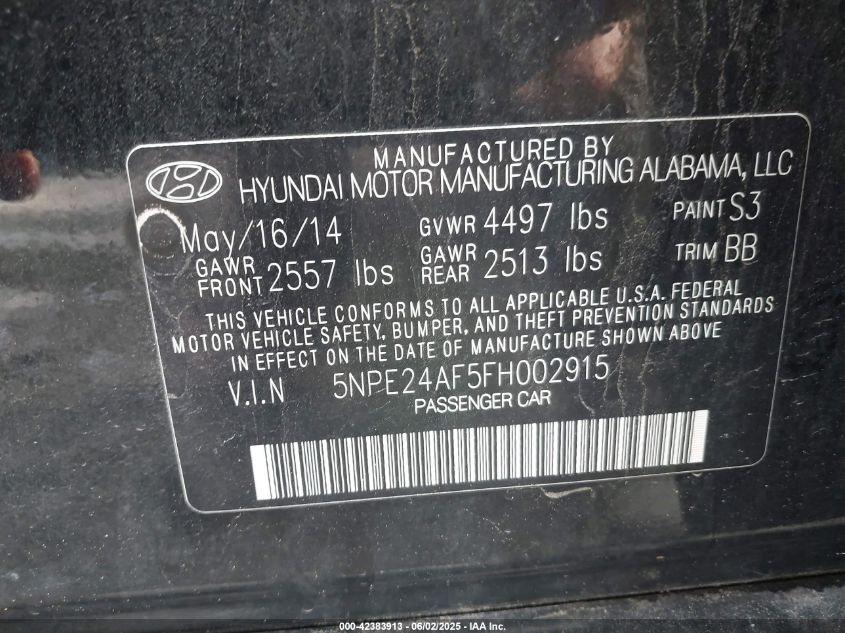 MANUFACTURED BY
HYUNDAI MOTOR MANUFACTURING ALABAMA, LLC
May/16/14 GVWR 4497 lbs PAINT S3
GAWR FRONT 2557 lbs GAWR REAR 2513 lbs TRIM BB
THIS VEHICLE CONFORMS TO ALL APPLICABLE U.S.A. FEDERAL
MOTOR VEHICLE SAFETY, BUMPER, AND THEFT PREVENTION STANDARDS
IN EFFECT ON THE DATE OF MANUFACTURE SHOWN ABOVE
V.I.N 5NPE24AF5FH002915
PASSENGER CAR
000-42383913 - 06/02/2025 - IAA Inc.